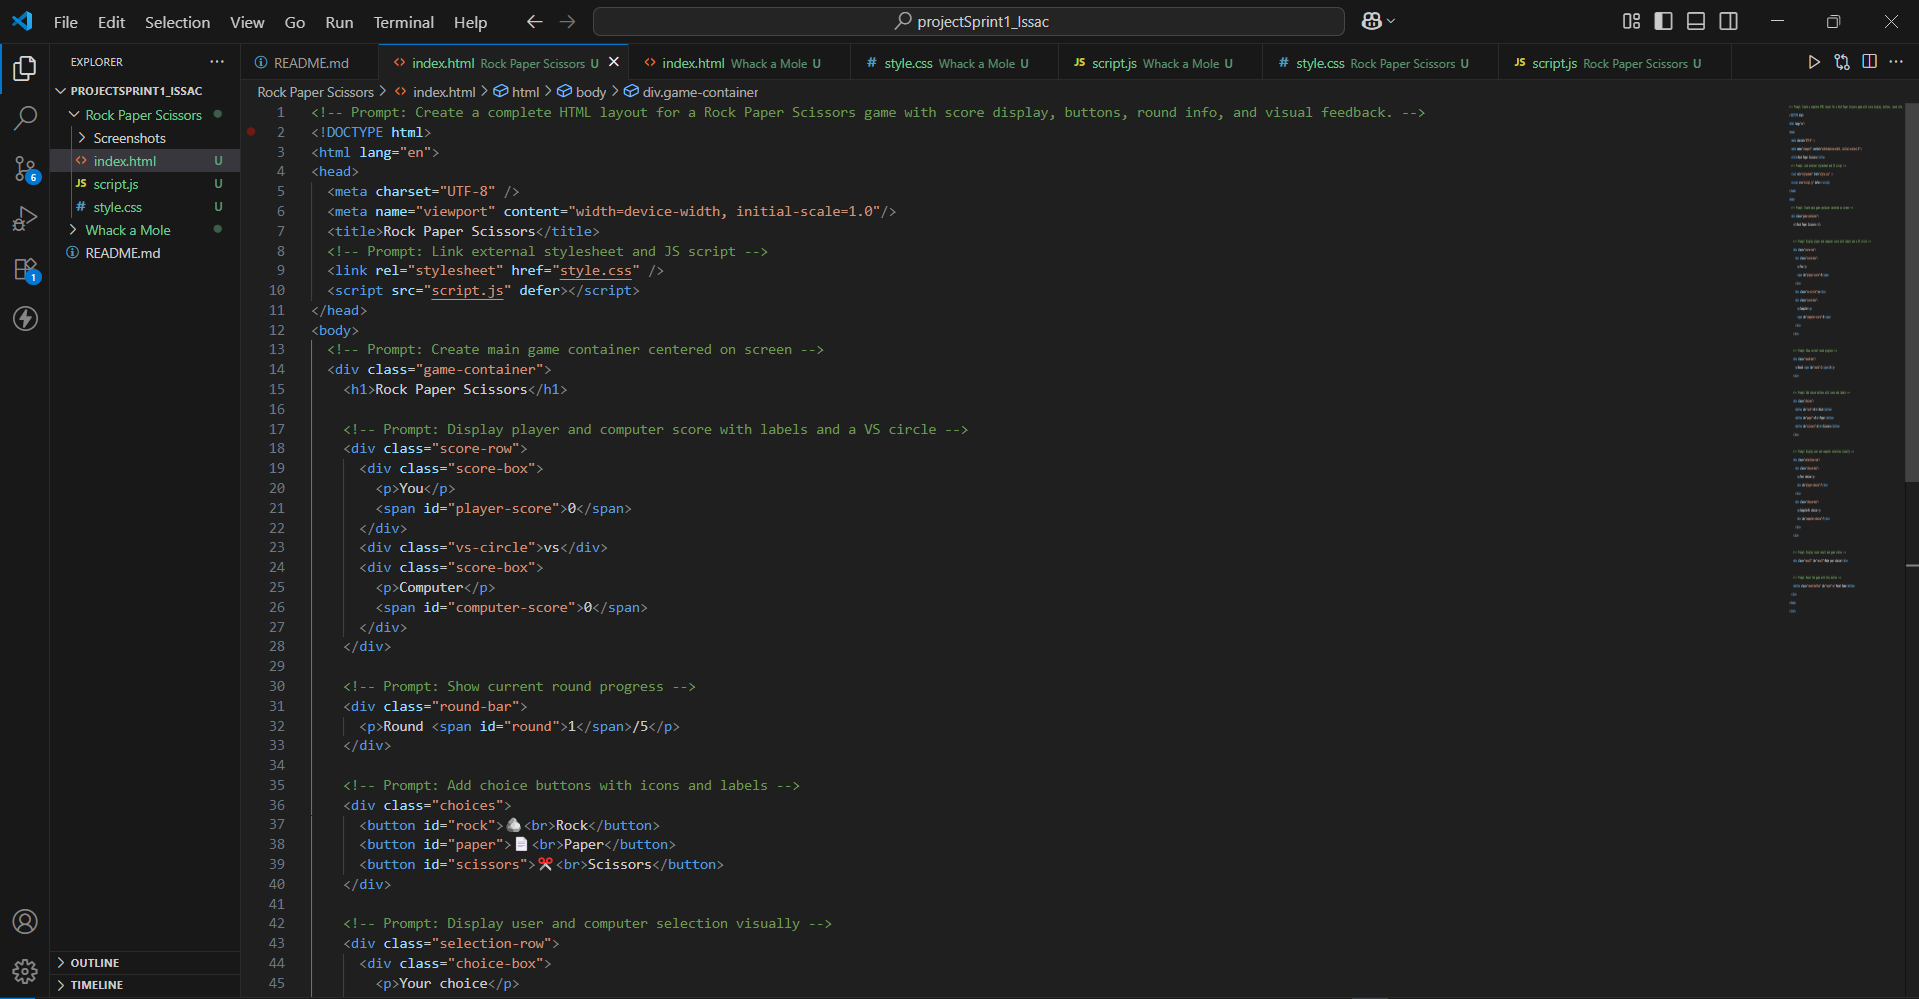 File Edit Selection View Go Run Terminal Help projectSprint1_Issac
EXPLORER
PROJECTSPRINT1_ISSAC
Rock Paper Scissors
Screenshots
index.html U
JS script.js U
# style.css U
Whack a Mole
README.md
6
1
OUTLINE
TIMELINE
README.md index.html Rock Paper Scissors U index.html Whack a Mole U # style.css Whack a Mole U JS script.js Whack a Mole U # style.css Rock Paper Scissors U JS script.js Rock Paper Scissors U
Rock Paper Scissors > index.html > html > body > div.game-container
1 <!-- Prompt: Create a complete HTML layout for a Rock Paper Scissors game with score display, buttons, round info, and visual feedback. -->
2 <!DOCTYPE html>
3 <html lang="en">
4 <head>
5 <meta charset="UTF-8" />
6 <meta name="viewport" content="width=device-width, initial-scale=1.0"/>
7 <title>Rock Paper Scissors</title>
8 <!-- Prompt: Link external stylesheet and JS script -->
9 <link rel="stylesheet" href="style.css" />
10 <script src="script.js" defer></script>
11 </head>
12 <body>
13 <!-- Prompt: Create main game container centered on screen -->
14 <div class="game-container">
15 <h1>Rock Paper Scissors</h1>
16
17 <!-- Prompt: Display player and computer score with labels and a VS circle -->
18 <div class="score-row">
19 <div class="score-box">
20 <p>You</p>
21 <span id="player-score">0</span>
22 </div>
23 <div class="vs-circle">vs</div>
24 <div class="score-box">
25 <p>Computer</p>
26 <span id="computer-score">0</span>
27 </div>
28 </div>
29
30 <!-- Prompt: Show current round progress -->
31 <div class="round-bar">
32 <p>Round <span id="round">1</span>/5</p>
33 </div>
34
35 <!-- Prompt: Add choice buttons with icons and labels -->
36 <div class="choices">
37 <button id="rock">🪨<br>Rock</button>
38 <button id="paper">📄<br>Paper</button>
39 <button id="scissors">✂️<br>Scissors</button>
40 </div>
41
42 <!-- Prompt: Display user and computer selection visually -->
43 <div class="selection-row">
44 <div class="choice-box">
45 <p>Your choice</p>